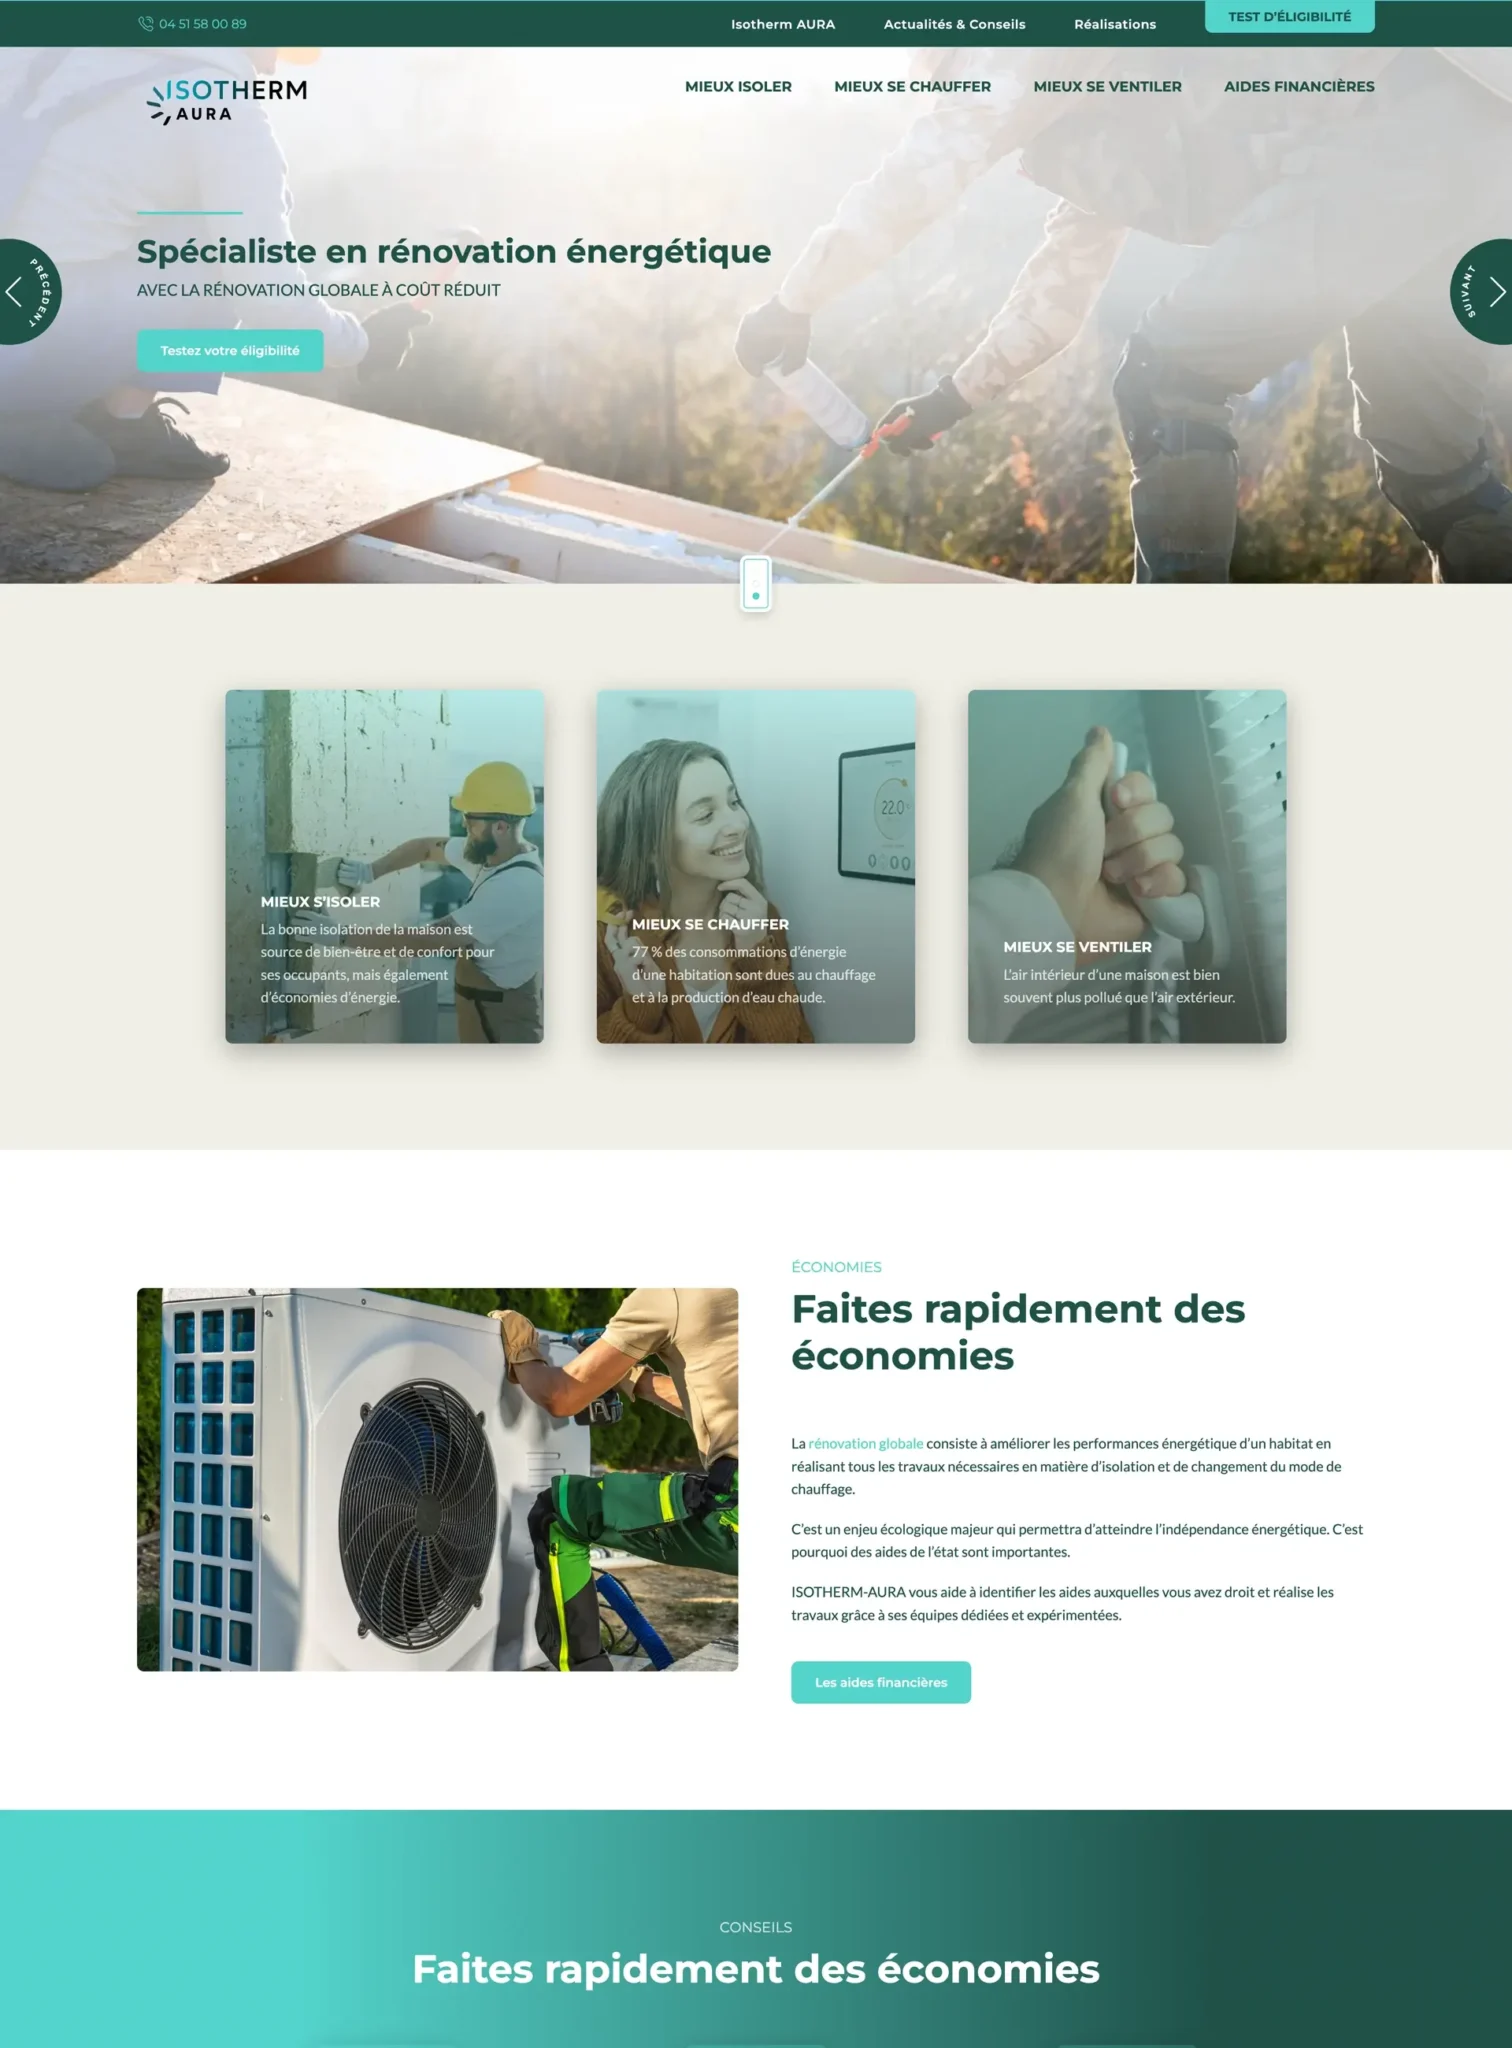 04 51 58 00 89
Isotherm AURA
Actualités & Conseils
Réalisations
TEST D'ÉLIGIBILITÉ
ISOTHERM
AURA
MIEUX ISOLER
MIEUX SE CHAUFFER
MIEUX SE VENTILER
AIDES FINANCIÈRES
Spécialiste en rénovation énergétique
AVEC LA RÉNOVATION GLOBALE À COÛT RÉDUIT
PRÉCÉDENT
SUIVANT
Testez votre éligibilité
22.0
MIEUX S'ISOLER
La bonne isolation de la maison est
source de bien-être et de confort pour
ses occupants, mais également
d'économies d'énergie.
MIEUX SE CHAUFFER
77 % des consommations d'énergie
d'une habitation sont dues au chauffage
et à la production d'eau chaude.
MIEUX SE VENTILER
L'air intérieur d'une maison est bien
souvent plus pollué que l'air extérieur.
ÉCONOMIES
Faites rapidement des
économies
La rénovation globale consiste à améliorer les performances énergétique d'un habitat en
réalisant tous les travaux nécessaires en matière d'isolation et de changement du mode de
chauffage.
C'est un enjeu écologique majeur qui permettra d'atteindre l'indépendance énergétique. C'est
pourquoi des aides de l'état sont importantes.
ISOTHERM-AURA vous aide à identifier les aides auxquelles vous avez droit et réalise les
travaux grâce à ses équipes dédiées et expérimentées.
Les aides financières
CONSEILS
Faites rapidement des économies